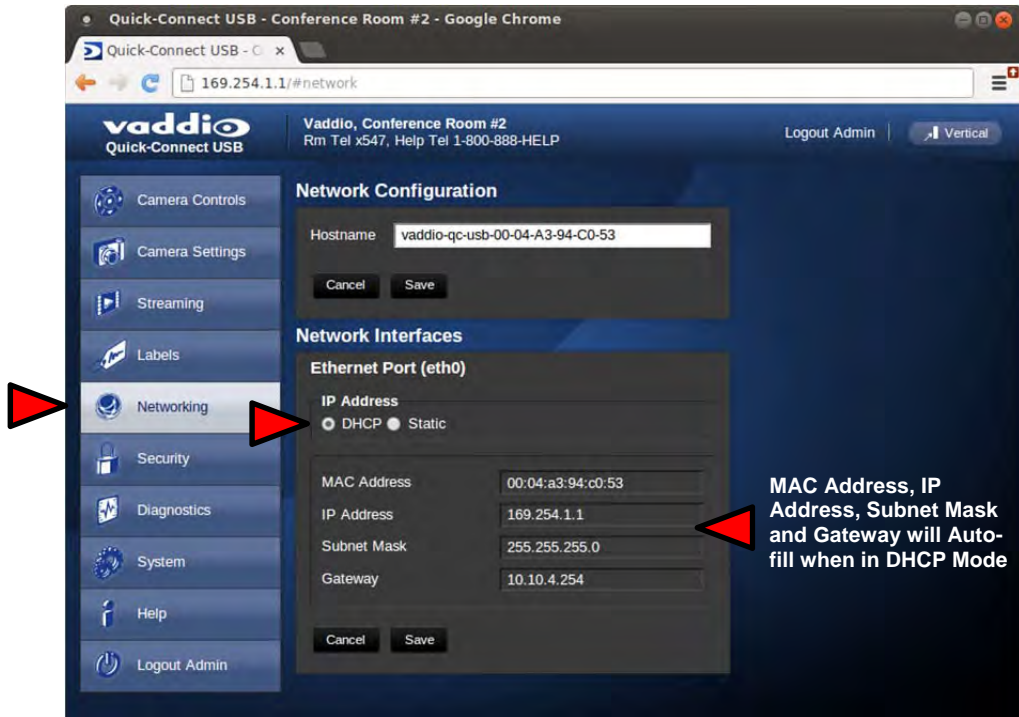 Quick-Connect USB - Conference Room #2 - Google Chrome
Quick-Connect USB - C
169.254.1.1/#network
vaddio
Quick-Connect USB
Vaddio, Conference Room #2
Rm Tel x547, Help Tel 1-800-888-HELP
Logout Admin
Vertical
Camera Controls
Camera Settings
Streaming
Labels
Networking
Security
Diagnostics
System
Help
Logout Admin
Network Configuration
Hostname vaddio-qc-usb-00-04-A3-94-C0-53
Cancel Save
Network Interfaces
Ethernet Port (eth0)
IP Address
DHCP Static
MAC Address 00:04:a3:94:c0:53
IP Address 169.254.1.1
Subnet Mask 255.255.255.0
Gateway 10.10.4.254
Cancel Save
MAC Address, IP
Address, Subnet Mask
and Gateway will Auto-
fill when in DHCP Mode